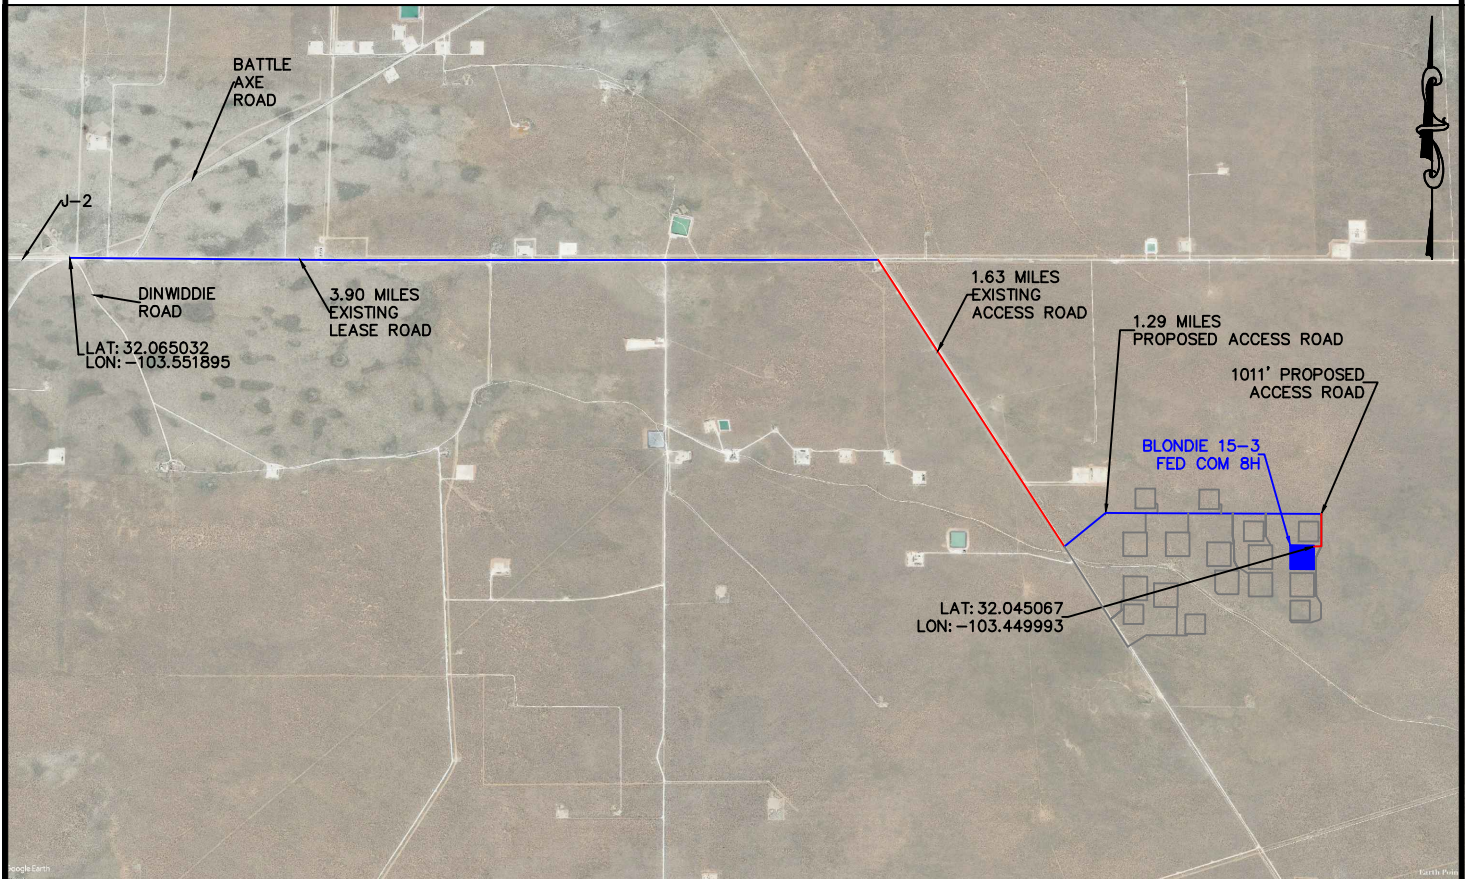 BATTLE
AXE
ROAD
J-2
DINWIDDIE
ROAD
3.90 MILES
EXISTING
LEASE ROAD
LAT: 32.065032
LON: -103.551895
1.63 MILES
EXISTING
ACCESS ROAD
1.29 MILES
PROPOSED ACCESS ROAD
1011' PROPOSED
ACCESS ROAD
BLONDIE 15-3
FED COM 8H
LAT: 32.045067
LON: -103.449993
Google Earth
Earth Poin